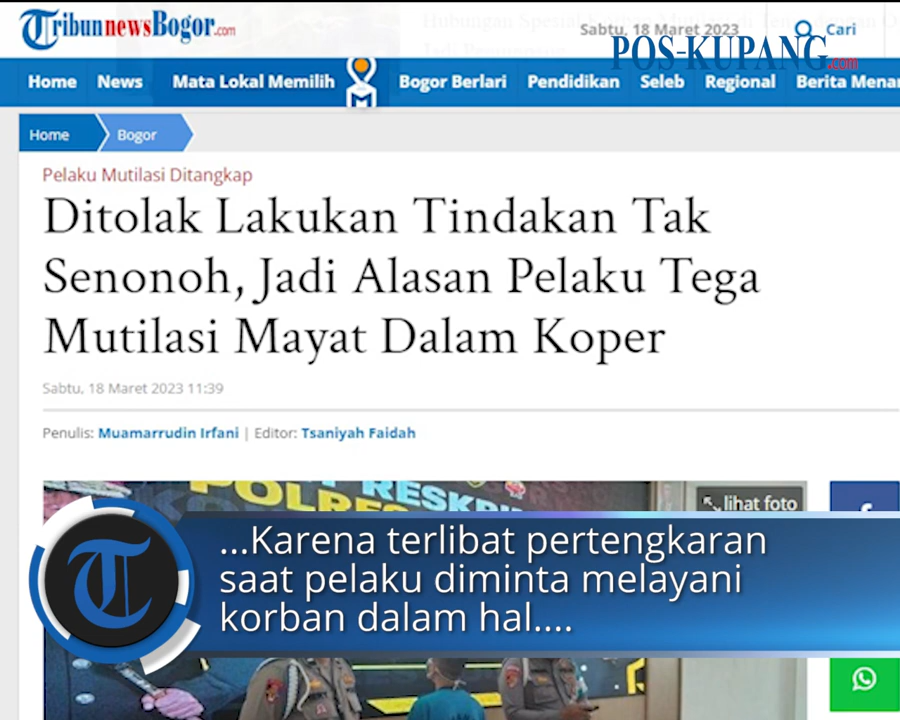 TribunnewsBogor.com
Sabtu, 18 Maret 2023
Cari
POS-KUPANG.com
Home News Mata Lokal Memilih Bogor Berlari Pendidikan Seleb Regional Berita Menar
Home Bogor
Pelaku Mutilasi Ditangkap
Ditolak Lakukan Tindakan Tak
Senonoh, Jadi Alasan Pelaku Tega
Mutilasi Mayat Dalam Koper
Sabtu, 18 Maret 2023 11:39
Penulis: Muamarrudin Irfani | Editor: Tsaniyah Faidah
RESKRI
POLRES
lihat foto
...Karena terlibat pertengkaran
saat pelaku diminta melayani
korban dalam hal....